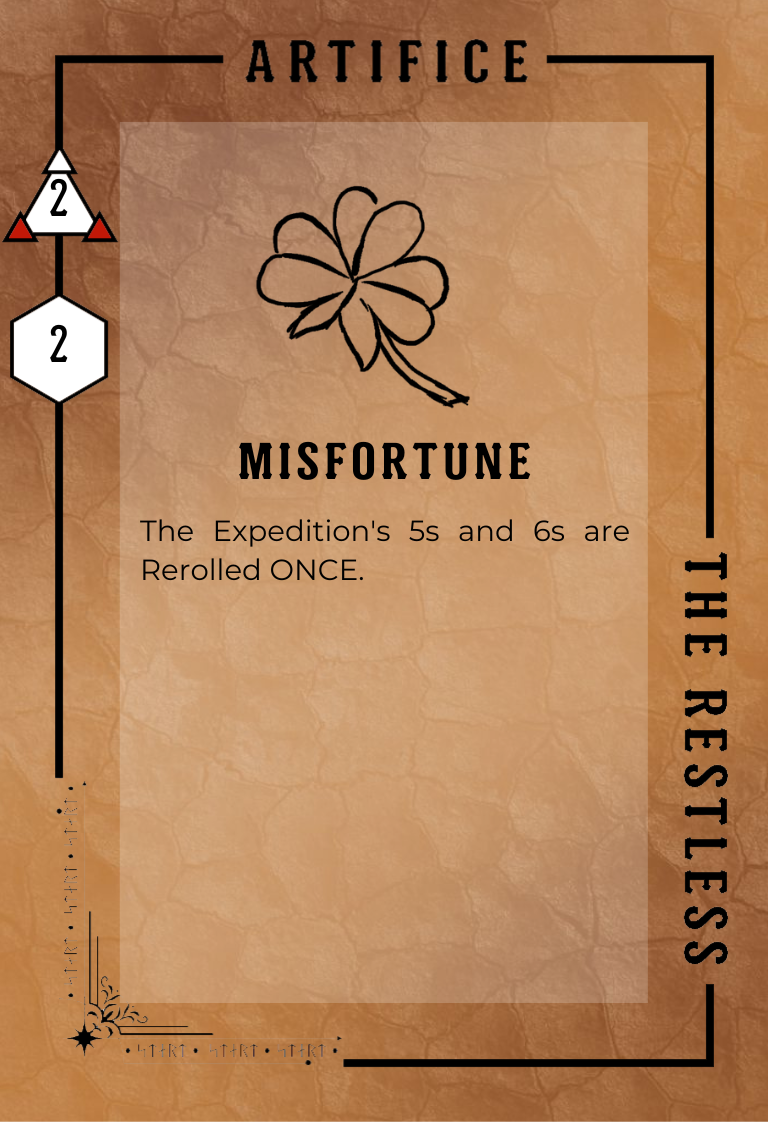 ARTIFICE
2
2
MISFORTUNE
The Expedition's 5s and 6s are
Rerolled ONCE.
THE RESTLESS